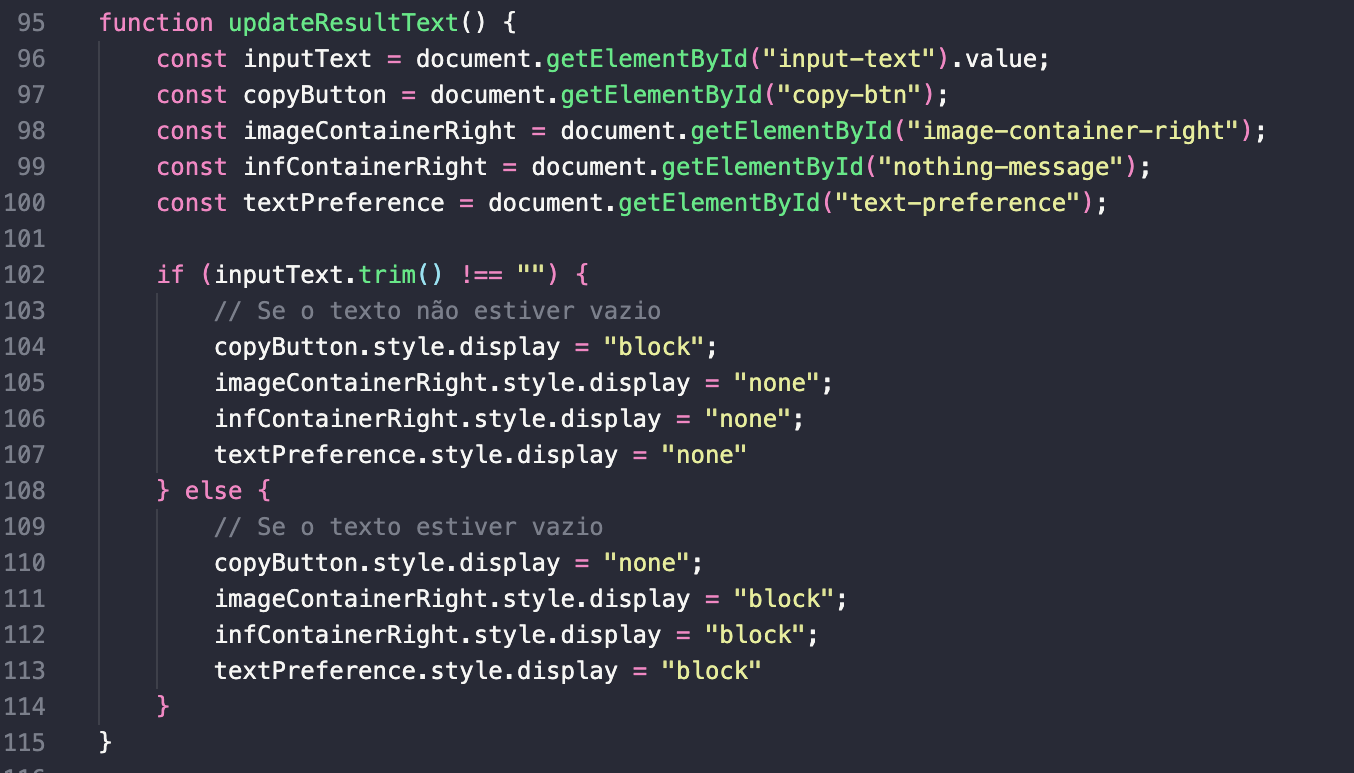 95 function updateResultText() {
96 const inputText = document.getElementById("input-text").value;
97 const copyButton = document.getElementById("copy-btn");
98 const imageContainerRight = document.getElementById("image-container-right");
99 const infContainerRight = document.getElementById("nothing-message");
100 const textPreference = document.getElementById("text-preference");
101
102 if (inputText.trim() !== "") {
103 // Se o texto não estiver vazio
104 copyButton.style.display = "block";
105 imageContainerRight.style.display = "none";
106 infContainerRight.style.display = "none";
107 textPreference.style.display = "none"
108 } else {
109 // Se o texto estiver vazio
110 copyButton.style.display = "none";
111 imageContainerRight.style.display = "block";
112 infContainerRight.style.display = "block";
113 textPreference.style.display = "block"
114 }
115 }